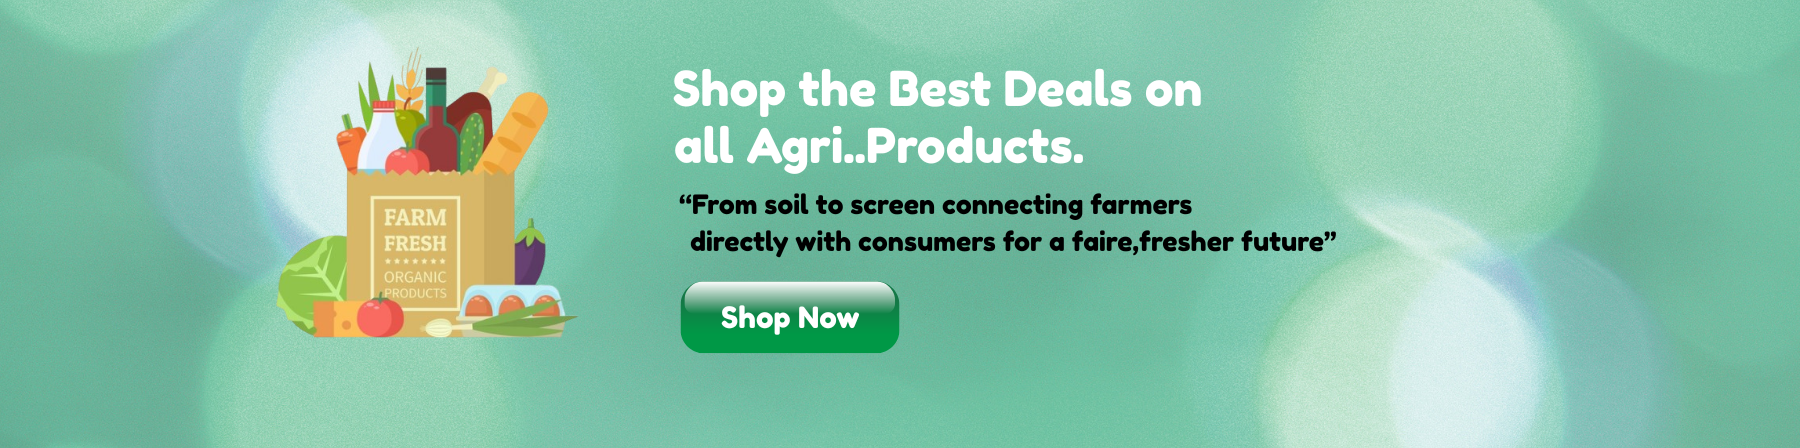 Shop the Best Deals on
all Agri..Products.
“From soil to screen connecting farmers
directly with consumers for a faire,fresher future”
Shop Now
FARM
FRESH
ORGANIC
PRODUCTS